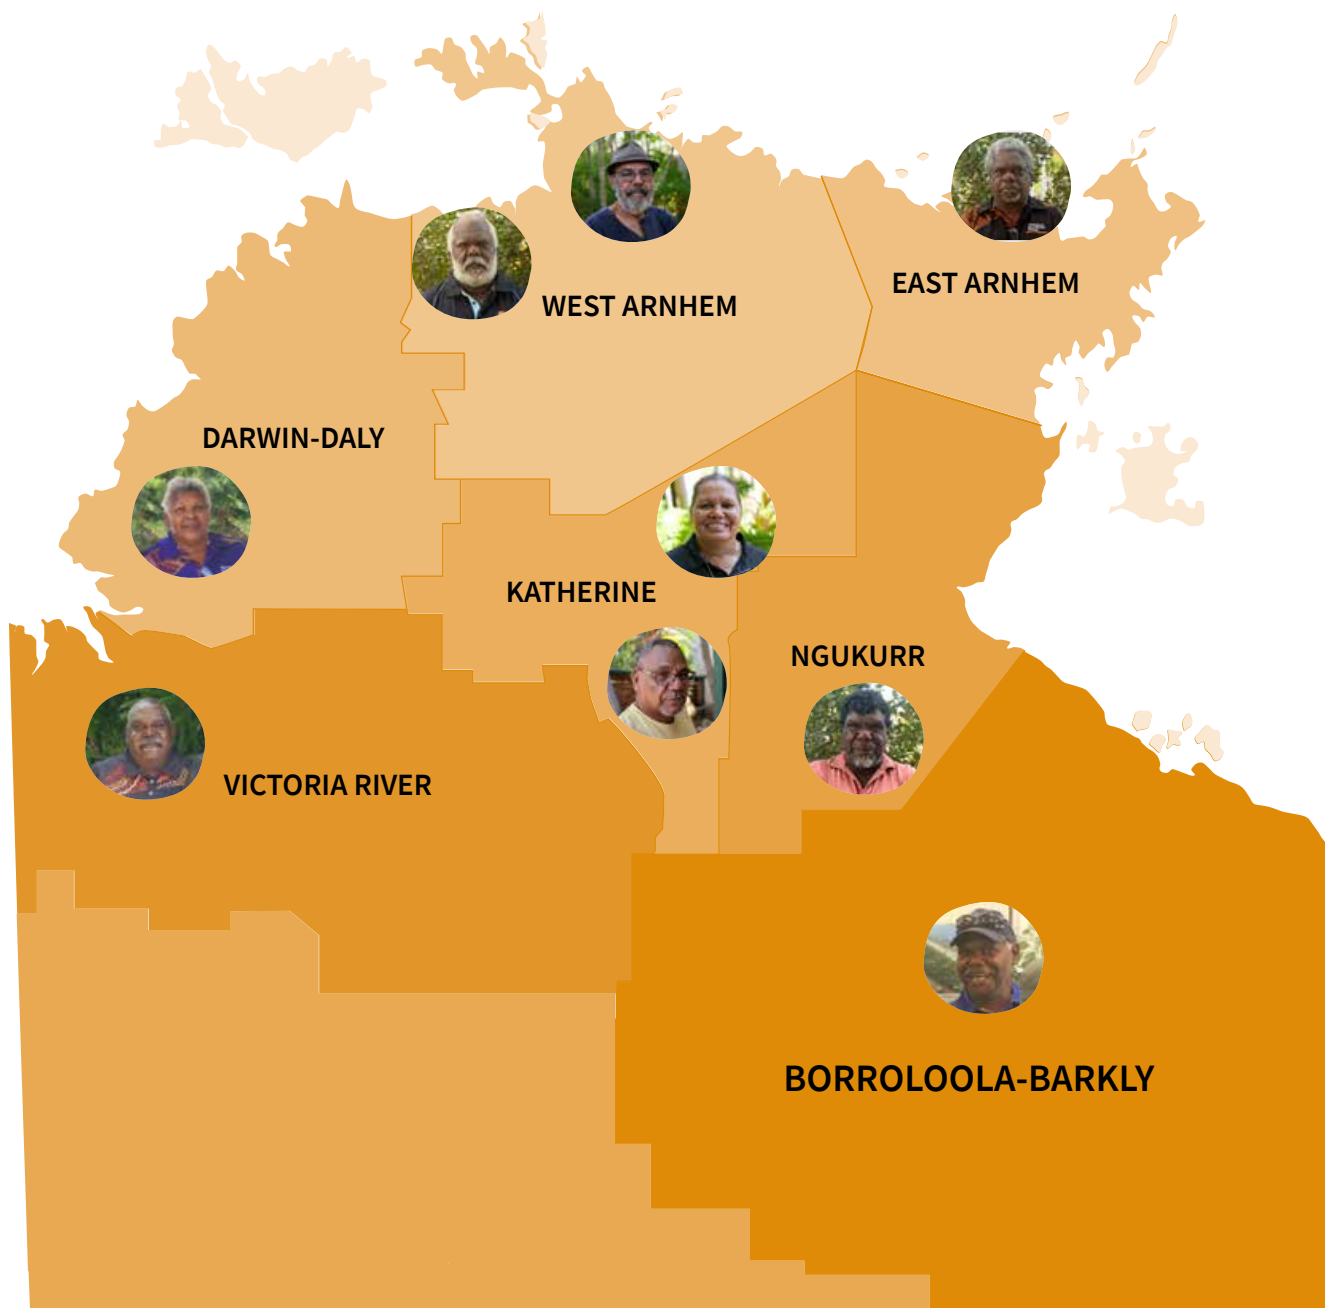 EAST ARNHEM
WEST ARNHEM
DARWIN-DALY
KATHERINE
NGUKURR
VICTORIA RIVER
BORROLOOLA-BARKLY